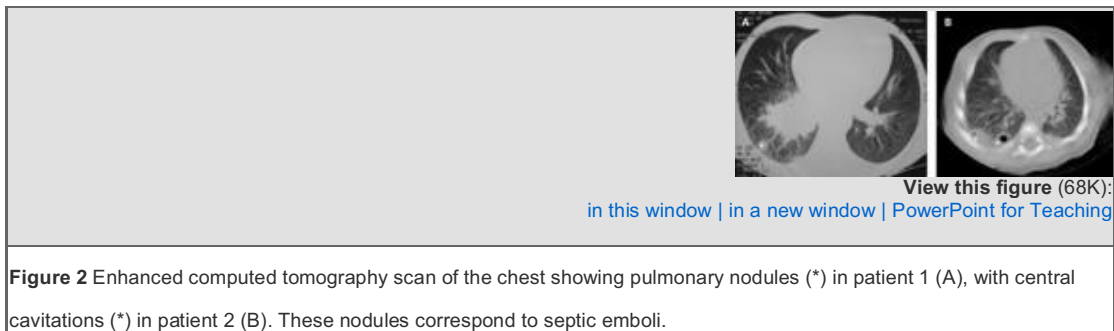 A
B
View this figure (68K):
in this window | in a new window | PowerPoint for Teaching
Figure 2 Enhanced computed tomography scan of the chest showing pulmonary nodules (*) in patient 1 (A), with central
cavitations (*) in patient 2 (B). These nodules correspond to septic emboli.